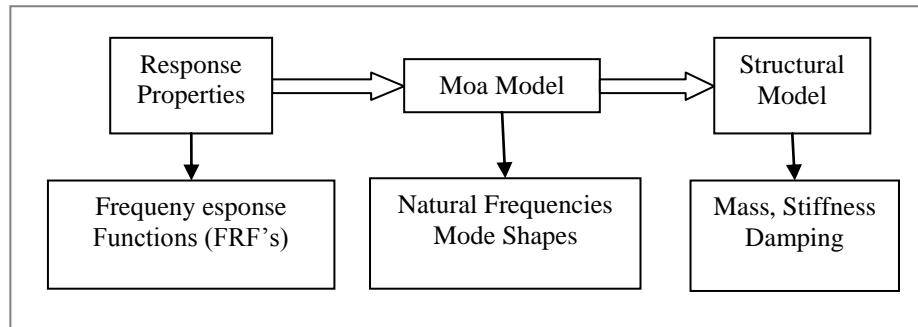 Response
Properties
Moa Model
Structural
Model
Frequeny esponse
Functions (FRF's)
Natural Frequencies
Mode Shapes
Mass, Stiffness
Damping